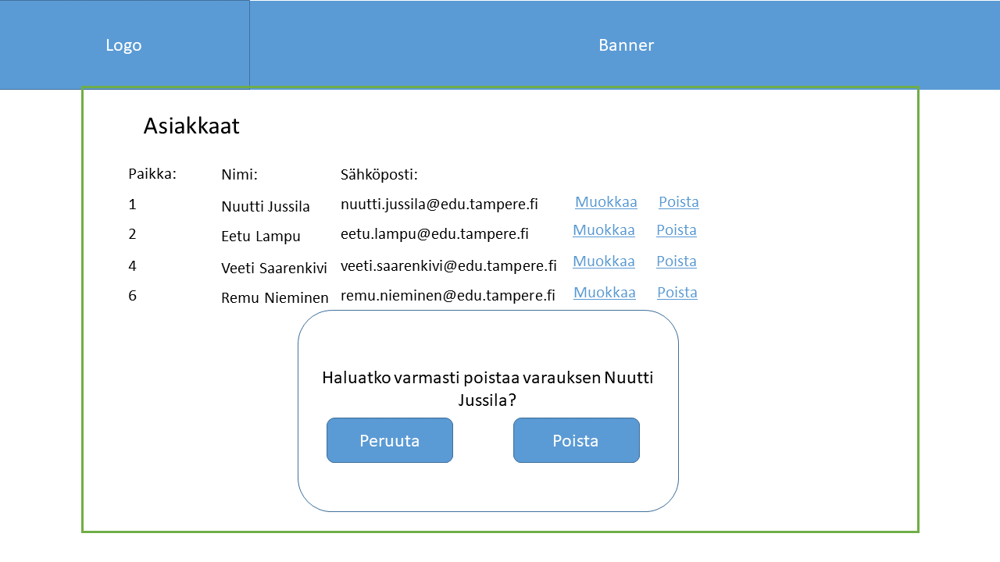 Logo
Banner
Asiakkaat
Paikka: Nimi: Sähköposti:
1 Nuutti Jussila nuutti.jussila@edu.tampere.fi Muokkaa Poista
2 Eetu Lampu eetu.lampu@edu.tampere.fi Muokkaa Poista
4 Veeti Saarenkivi veeti.saarenkivi@edu.tampere.fi Muokkaa Poista
6 Remu Nieminen remu.nieminen@edu.tampere.fi Muokkaa Poista
Haluatko varmasti poistaa varauksen Nuutti
Jussila?
Peruuta Poista